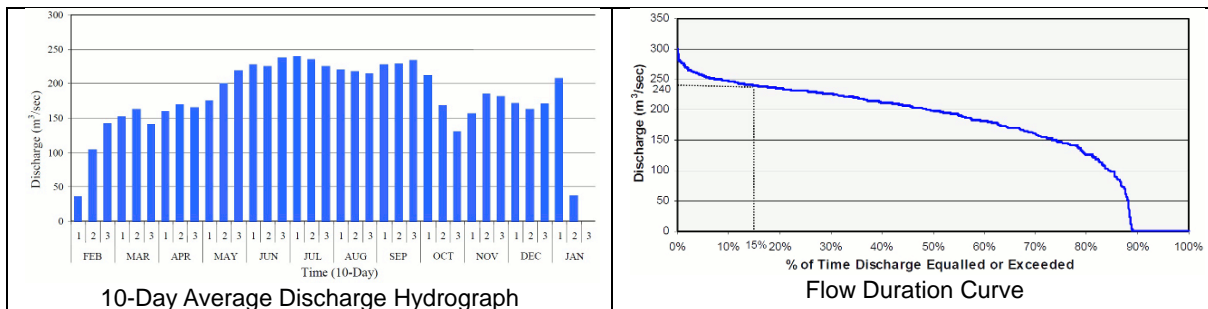 300
250
200
150
100
50
0
Discharge (m³/sec)
1 2 3 1 2 3 1 2 3 1 2 3 1 2 3 1 2 3 1 2 3 1 2 3 1 2 3 1 2 3 1 2 3 1 2 3
FEB MAR APR MAY JUN JUL AUG SEP OCT NOV DEC JAN
Time (10-Day)
10-Day Average Discharge Hydrograph
350
300
250
240
200
150
100
50
0
Discharge (m³/sec)
0% 10% 15% 20% 30% 40% 50% 60% 70% 80% 90% 100%
% of Time Discharge Equalled or Exceeded
Flow Duration Curve